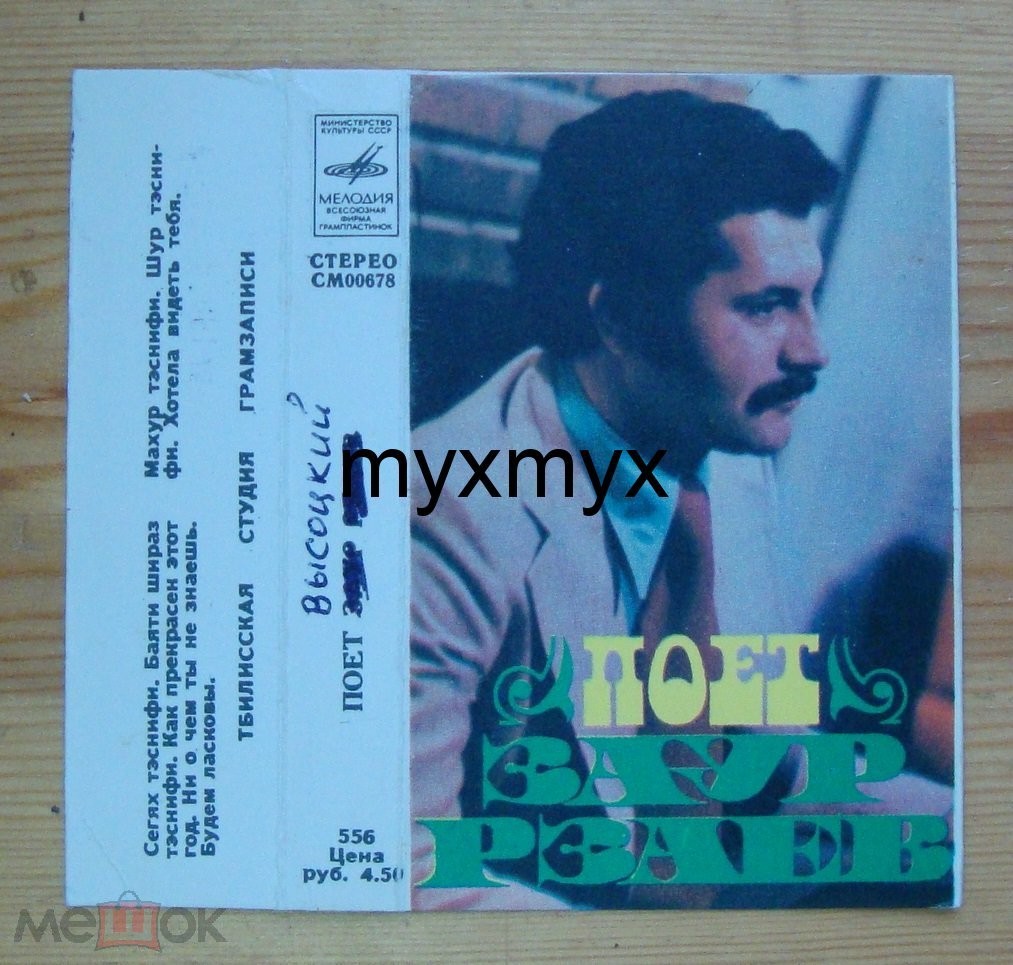 Сегях тэснифи. Баяти шираз
тэснифи. Как прекрасен этот
год. Ни о чем ты не знаешь.
Будем ласковы.
Махур тэснифи. Шур тэсни-
фи. Хотела видеть тебя.
ТБИЛИССКАЯ СТУДИЯ ГРАМЗАПИСИ
МИНИСТЕРСТВО
КУЛЬТУРЫ СССР
МЕЛОДИЯ
ВСЕСОЮЗНАЯ
ФИРМА
ГРАМПЛАСТИНОК
СТЕРЕО
СМ00678
ВЫСОЦКИЙ
ПОЕТ
556
Цена
руб. 4.50
myxmyx
ПОЕТ
ЗАУР
РЗАЕВ
мешок